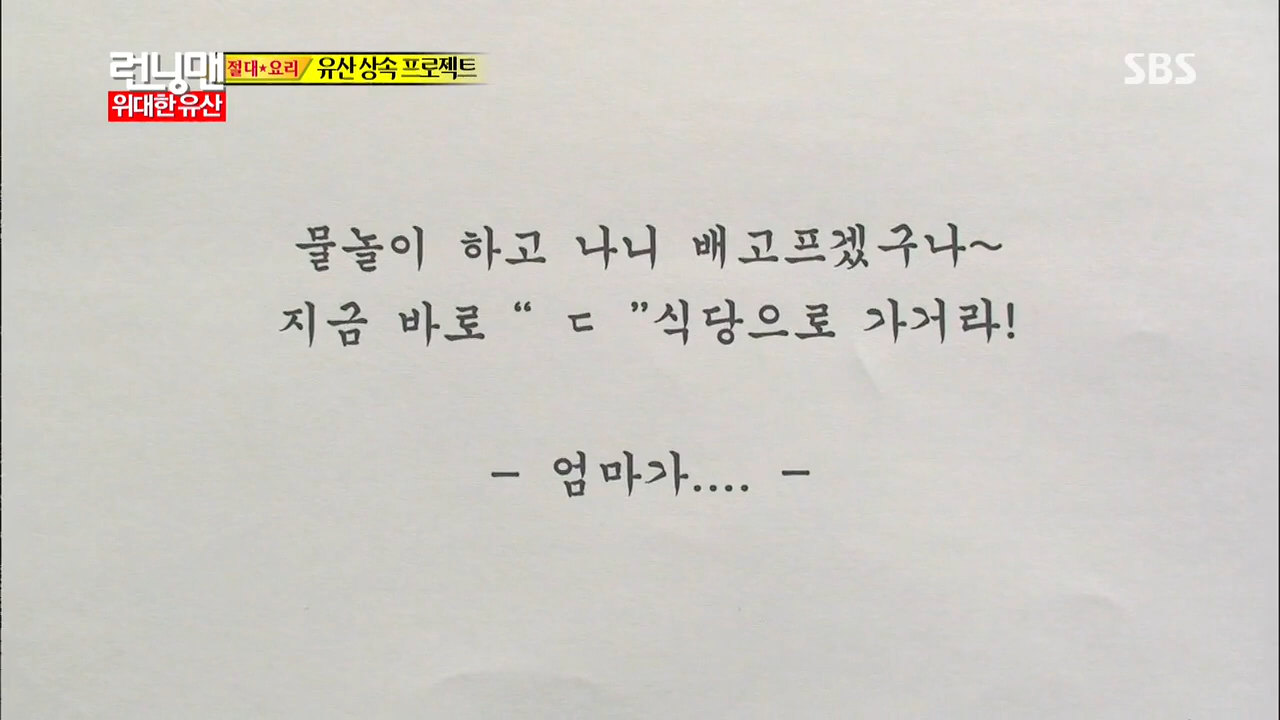 런닝맨 절대★요리 유산 상속 프로젝트
위대한 유산
SBS
물놀이 하고 나니 배고프겠구나~
지금 바로 “ ㄷ ”식당으로 가거라!
- 엄마가.... -